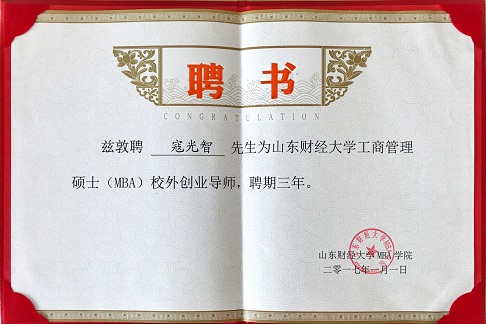 聘书
CONGRATULATION
兹敦聘 寇光智 先生为山东财经大学工商管理
硕士（MBA）校外创业导师，聘期三年。
山东财经大学MBA学院
二零一七年一月一日